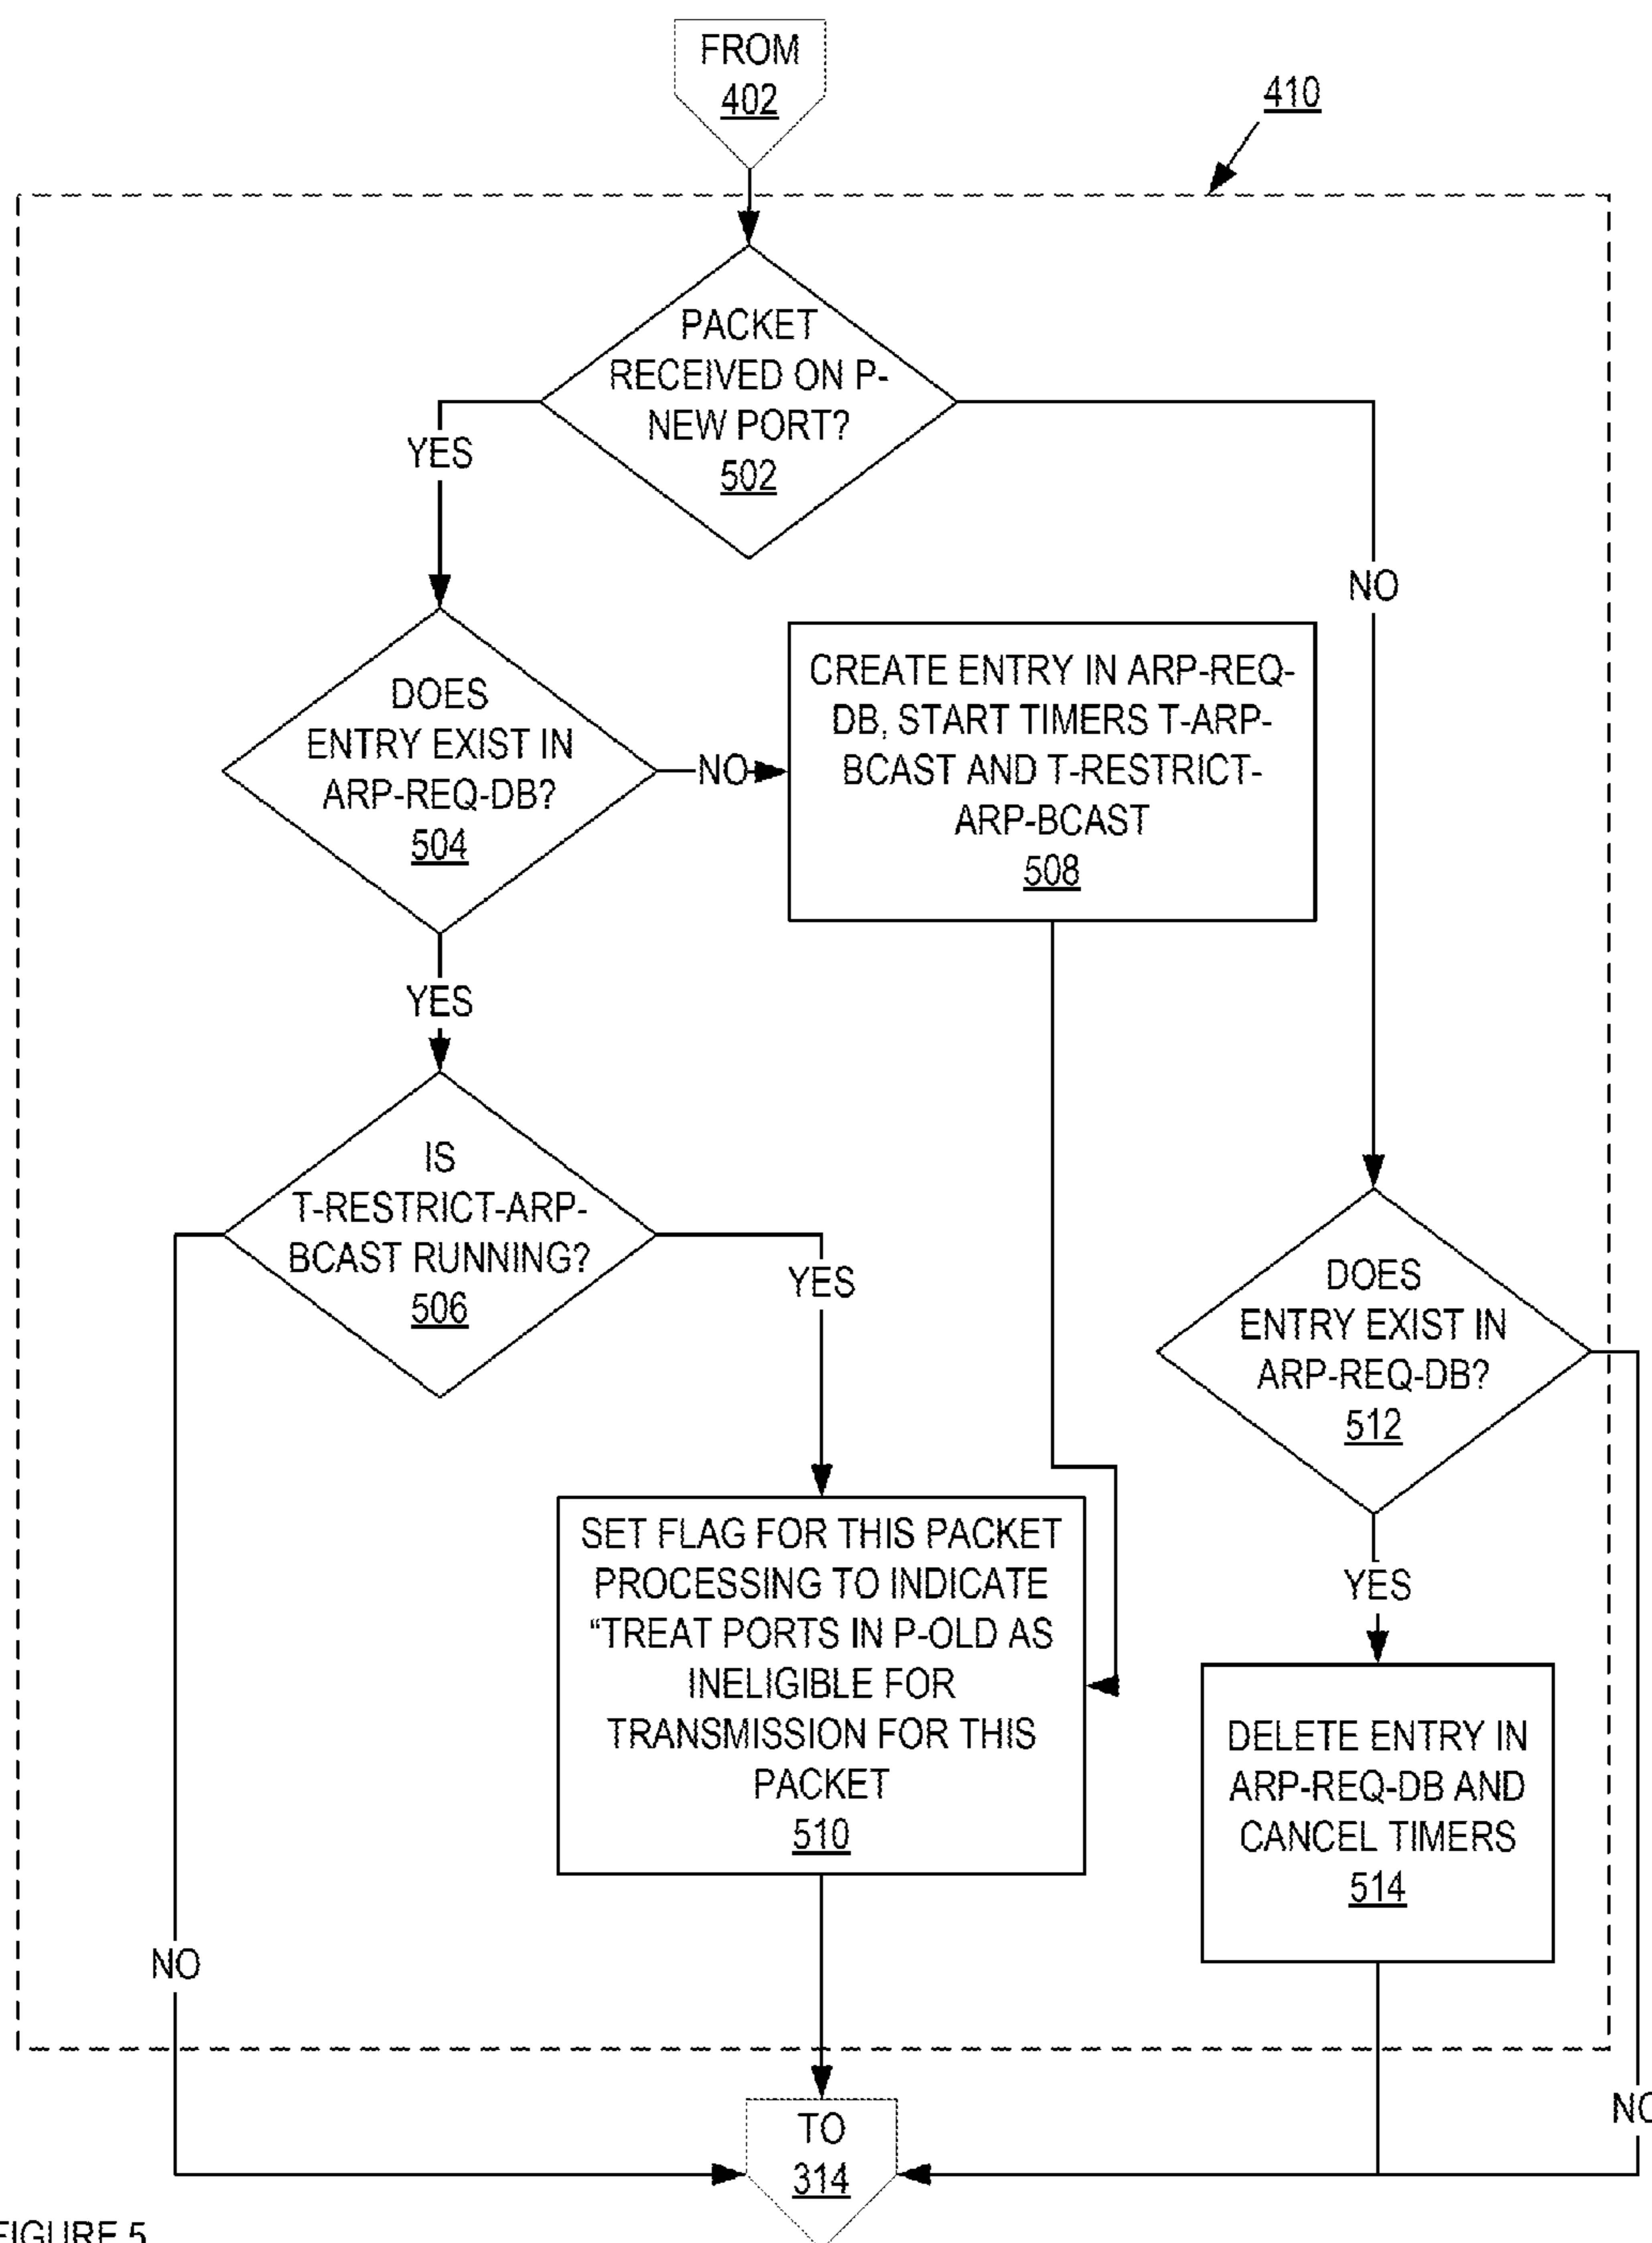 FROM
402
410
PACKET
RECEIVED ON P-
NEW PORT?
502
YES
NO
DOES
ENTRY EXIST IN
ARP-REQ-DB?
504
NO
CREATE ENTRY IN ARP-REQ-
DB, START TIMERS T-ARP-
BCAST AND T-RESTRICT-
ARP-BCAST
508
YES
IS
T-RESTRICT-ARP-
BCAST RUNNING?
506
YES
DOES
ENTRY EXIST IN
ARP-REQ-DB?
512
SET FLAG FOR THIS PACKET
PROCESSING TO INDICATE
“TREAT PORTS IN P-OLD AS
INELIGIBLE FOR
TRANSMISSION FOR THIS
PACKET
510
YES
DELETE ENTRY IN
ARP-REQ-DB AND
CANCEL TIMERS
514
NO
NO
TO
314
FIGURE 5